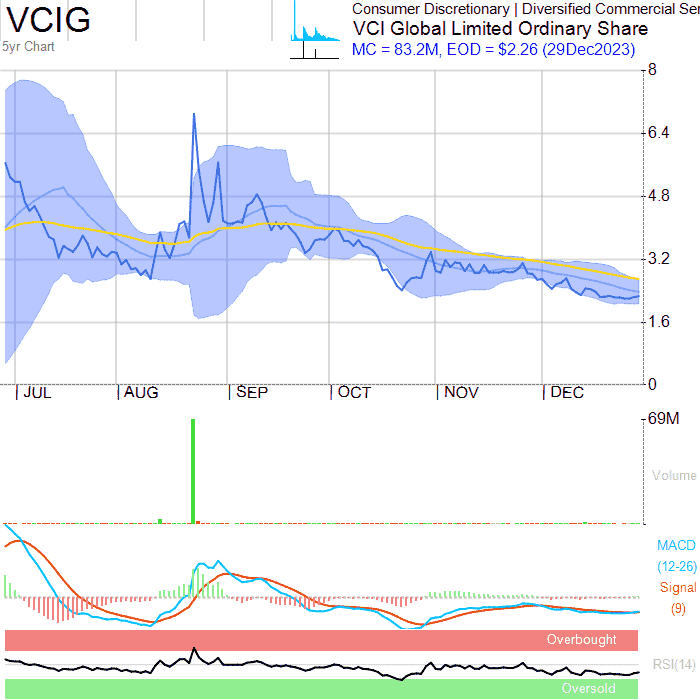 VCIG
5yr Chart
Consumer Discretionary | Diversified Commercial Ser
VCI Global Limited Ordinary Share
MC = 83.2M, EOD = $2.26 (29Dec2023)
8
6.4
4.8
3.2
1.6
0
JUL AUG SEP OCT NOV DEC
69M
Volume
MACD
(12-26)
Signal
(9)
Overbought
RSI(14)
Oversold